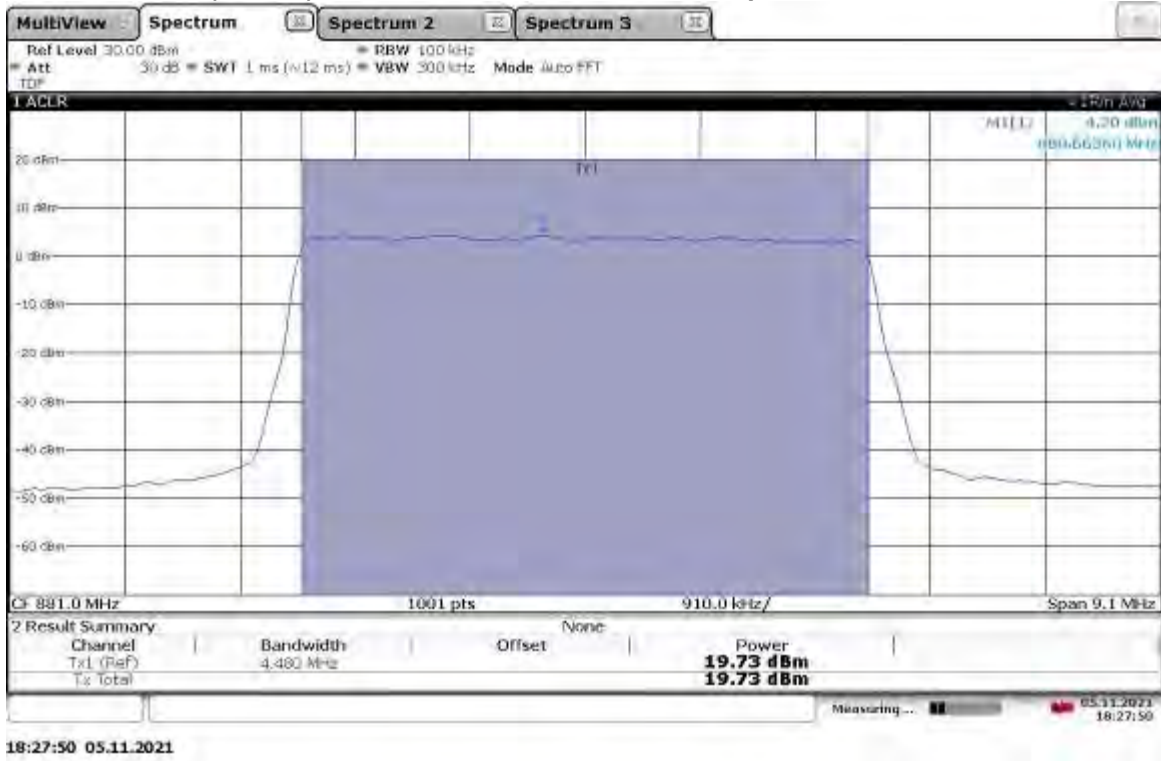 MultiView Spectrum Spectrum 2 Spectrum 3
Ref Level 30.00 dBm RBW 100 kHz
Att 30 dB SWT 1 ms (~12 ms) VBW 300 kHz Mode Auto FFT
TDF
1 ACLR 1Rm Avg
M1[1] 4.20 dBm
880.66360 MHz
20 dBm
Tx1
10 dBm
0 dBm
-10 dBm
-20 dBm
-30 dBm
-40 dBm
-50 dBm
-60 dBm
CF 881.0 MHz 1001 pts 910.0 kHz/ Span 9.1 MHz
2 Result Summary None
Channel Bandwidth Offset Power
Tx1 (Ref) 4.480 MHz 19.73 dBm
Tx Total 19.73 dBm
Measuring... 05.11.2021
18:27:50
18:27:50 05.11.2021